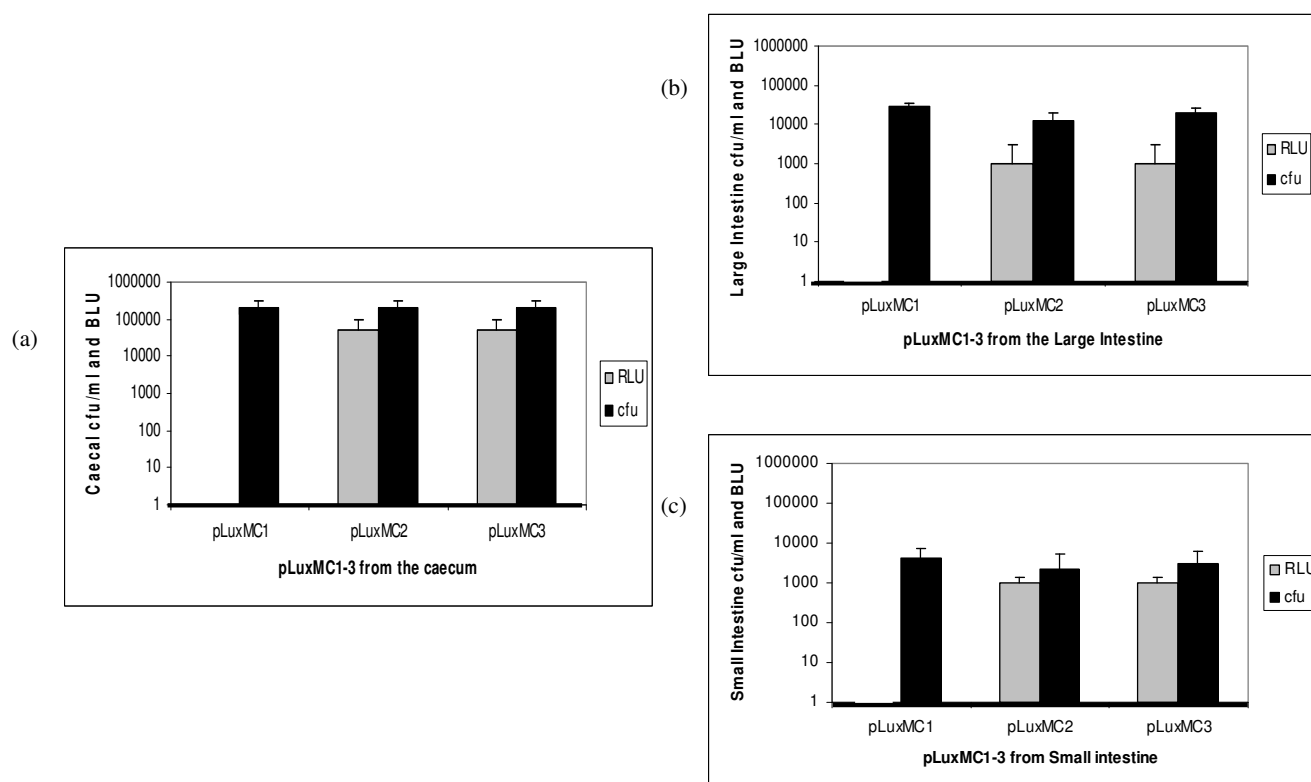 (a)
Caecal cfu/ml and BLU
1000000
100000
10000
1000
100
10
1
pLuxMC1
pLuxMC2
pLuxMC3
pLuxMC1-3 from the caecum
RLU
cfu
(b)
Large Intestine cfu/ml and BLU
1000000
100000
10000
1000
100
10
1
pLuxMC1
pLuxMC2
pLuxMC3
pLuxMC1-3 from the Large Intestine
RLU
cfu
(c)
Small Intestine cfu/ml and BLU
1000000
100000
10000
1000
100
10
1
pLuxMC1
pLuxMC2
pLuxMC3
pLuxMC1-3 from Small intestine
RLU
cfu